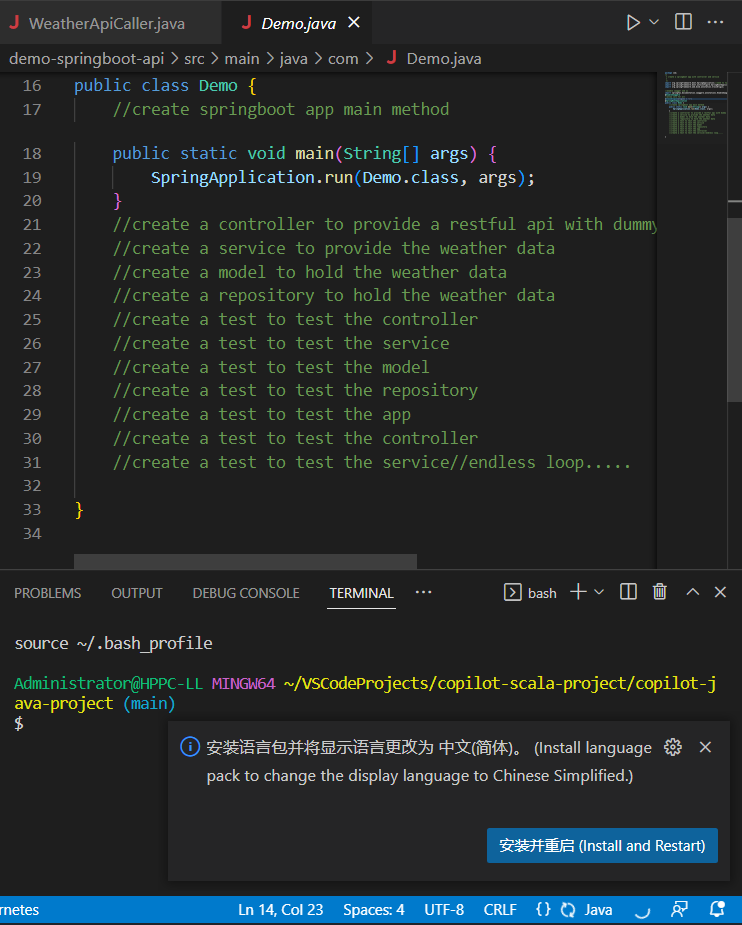 WeatherApiCaller.java
Demo.java
demo-springboot-api > src > main > java > com > Demo.java
16 public class Demo {
17 //create springboot app main method
18 public static void main(String[] args) {
19 SpringApplication.run(Demo.class, args);
20 }
21 //create a controller to provide a restful api with dummy
22 //create a service to provide the weather data
23 //create a model to hold the weather data
24 //create a repository to hold the weather data
25 //create a test to test the controller
26 //create a test to test the service
27 //create a test to test the model
28 //create a test to test the repository
29 //create a test to test the app
30 //create a test to test the controller
31 //create a test to test the service//endless loop.....
32
33 }
34
PROBLEMS OUTPUT DEBUG CONSOLE TERMINAL ··· bash
source ~/.bash_profile
Administrator@HPPC-LL MINGW64 ~/VSCodeProjects/copilot-scala-project/copilot-j
ava-project (main)
$
安装语言包并将显示语言更改为 中文(简体)。 (Install language
pack to change the display language to Chinese Simplified.)
安装并重启 (Install and Restart)
rnetes Ln 14, Col 23 Spaces: 4 UTF-8 CRLF {} Java